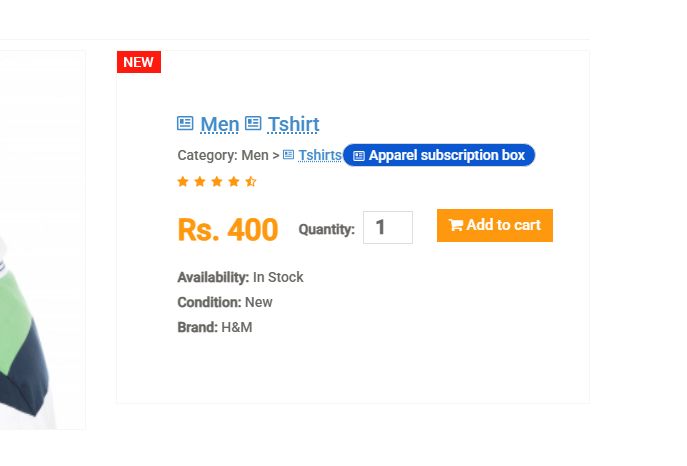 NEW
Men Tshirt
Category: Men > Tshirts Apparel subscription box
Rs. 400 Quantity: 1 Add to cart
Availability: In Stock
Condition: New
Brand: H&M